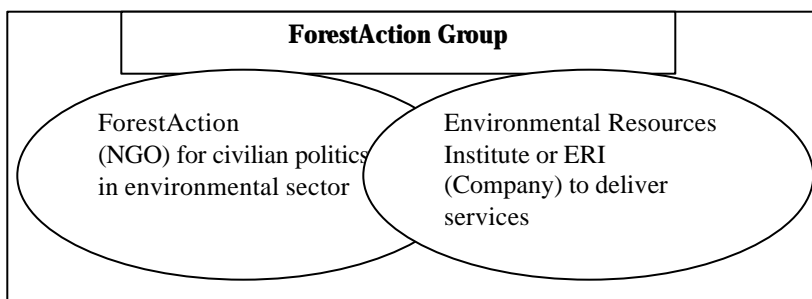 ForestAction Group
ForestAction
(NGO) for civilian politics
in environmental sector
Environmental Resources
Institute or ERI
(Company) to deliver
services